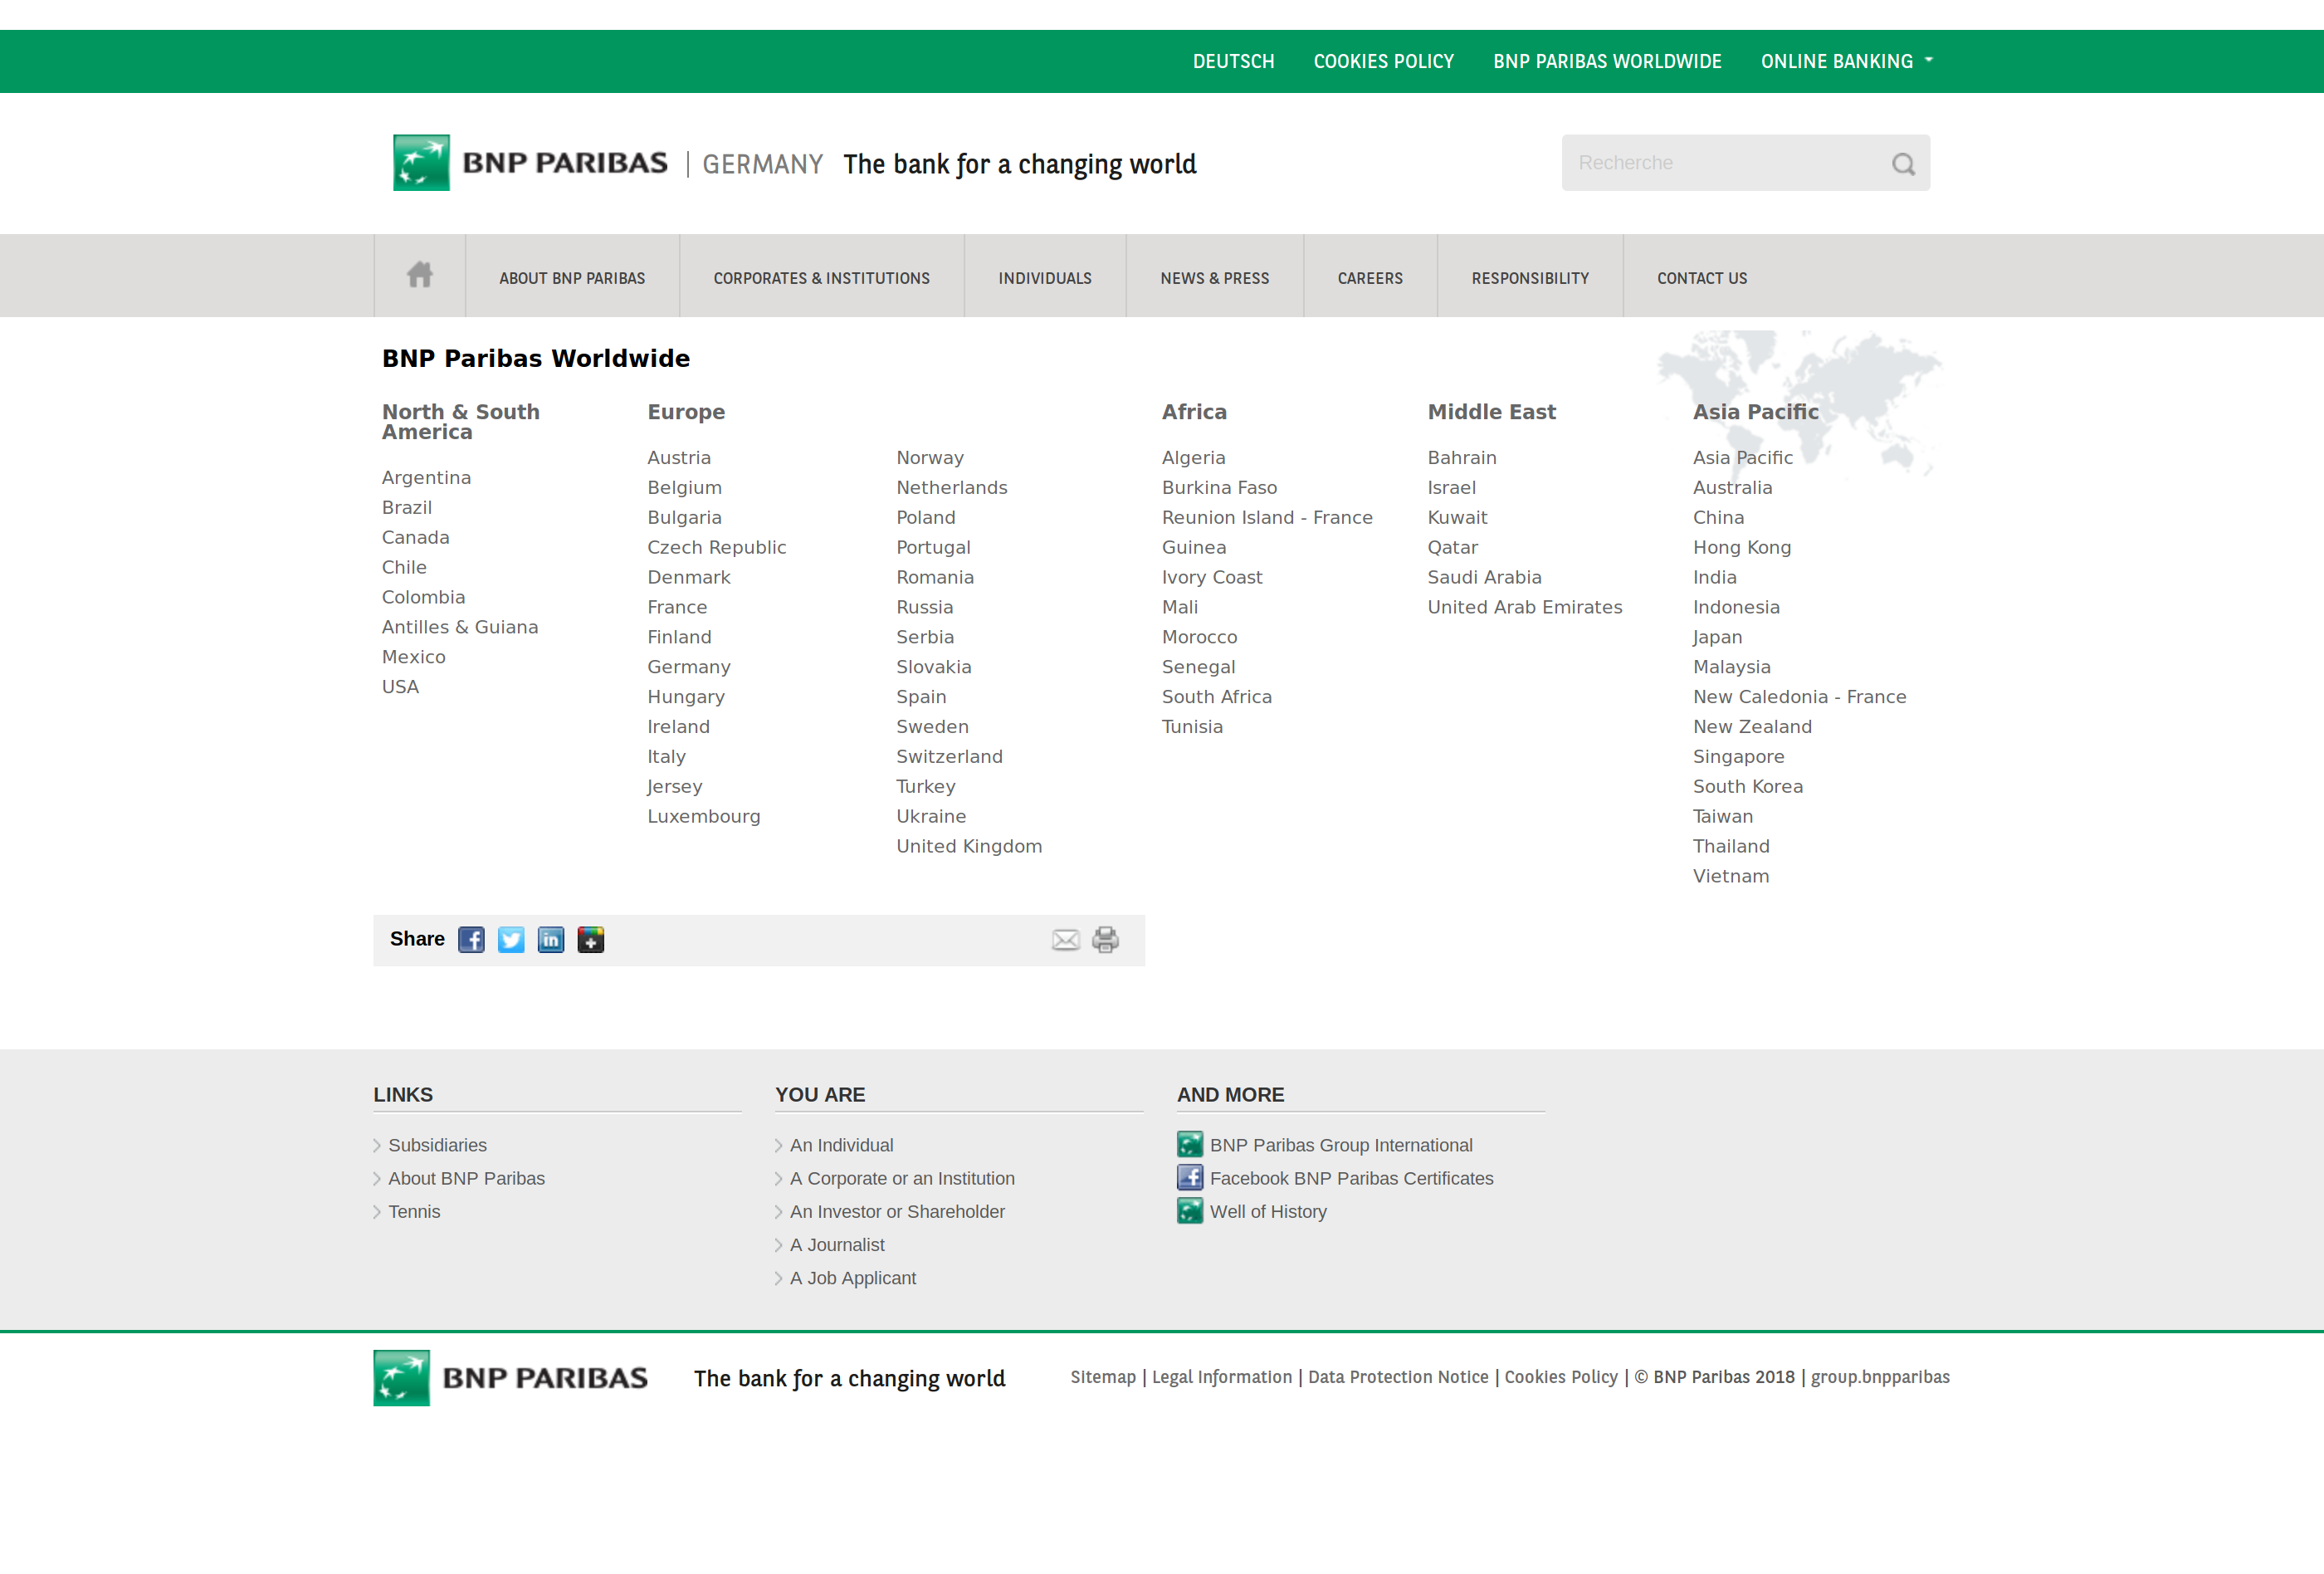 DEUTSCH COOKIES POLICY BNP PARIBAS WORLDWIDE ONLINE BANKING
BNP PARIBAS | GERMANY The bank for a changing world
Recherche
ABOUT BNP PARIBAS CORPORATES & INSTITUTIONS INDIVIDUALS NEWS & PRESS CAREERS RESPONSIBILITY CONTACT US
BNP Paribas Worldwide
North & South
America
Argentina
Brazil
Canada
Chile
Colombia
Antilles & Guiana
Mexico
USA
Europe
Austria
Belgium
Bulgaria
Czech Republic
Denmark
France
Finland
Germany
Hungary
Ireland
Italy
Jersey
Luxembourg
Norway
Netherlands
Poland
Portugal
Romania
Russia
Serbia
Slovakia
Spain
Sweden
Switzerland
Turkey
Ukraine
United Kingdom
Africa
Algeria
Burkina Faso
Reunion Island - France
Guinea
Ivory Coast
Mali
Morocco
Senegal
South Africa
Tunisia
Middle East
Bahrain
Israel
Kuwait
Qatar
Saudi Arabia
United Arab Emirates
Asia Pacific
Asia Pacific
Australia
China
Hong Kong
India
Indonesia
Japan
Malaysia
New Caledonia - France
New Zealand
Singapore
South Korea
Taiwan
Thailand
Vietnam
Share
LINKS
Subsidiaries
About BNP Paribas
Tennis
YOU ARE
An Individual
A Corporate or an Institution
An Investor or Shareholder
A Journalist
A Job Applicant
AND MORE
BNP Paribas Group International
Facebook BNP Paribas Certificates
Well of History
BNP PARIBAS The bank for a changing world
Sitemap | Legal Information | Data Protection Notice | Cookies Policy | © BNP Paribas 2018 | group.bnpparibas